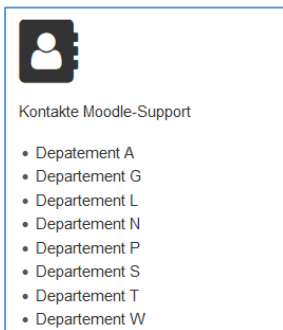 Kontakte Moodle-Support
Depatement A
Departement G
Departement L
Departement N
Departement P
Departement S
Departement T
Departement W